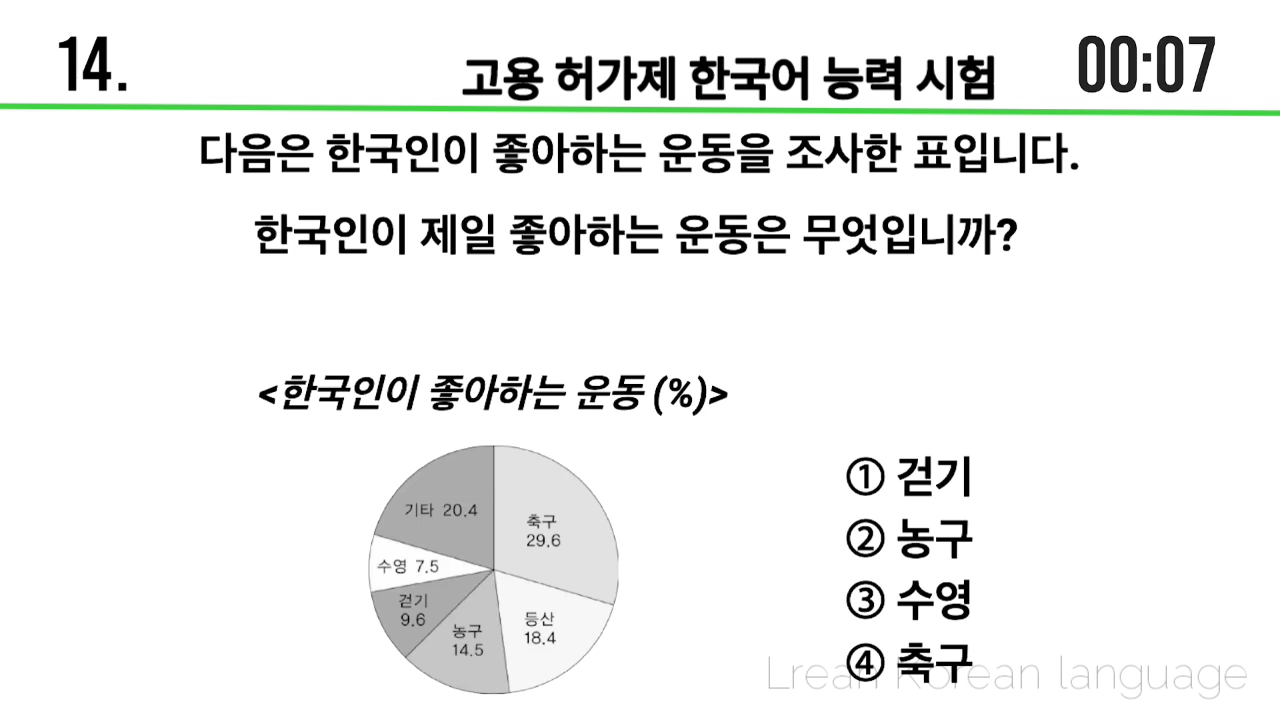 14.
고용 허가제 한국어 능력 시험
00:07
다음은 한국인이 좋아하는 운동을 조사한 표입니다.
한국인이 제일 좋아하는 운동은 무엇입니까?
<한국인이 좋아하는 운동 (%)>
기타 20.4
축구
29.6
수영 7.5
걷기
9.6
농구
14.5
등산
18.4
① 걷기
② 농구
③ 수영
④ 축구
Lrean Korean language